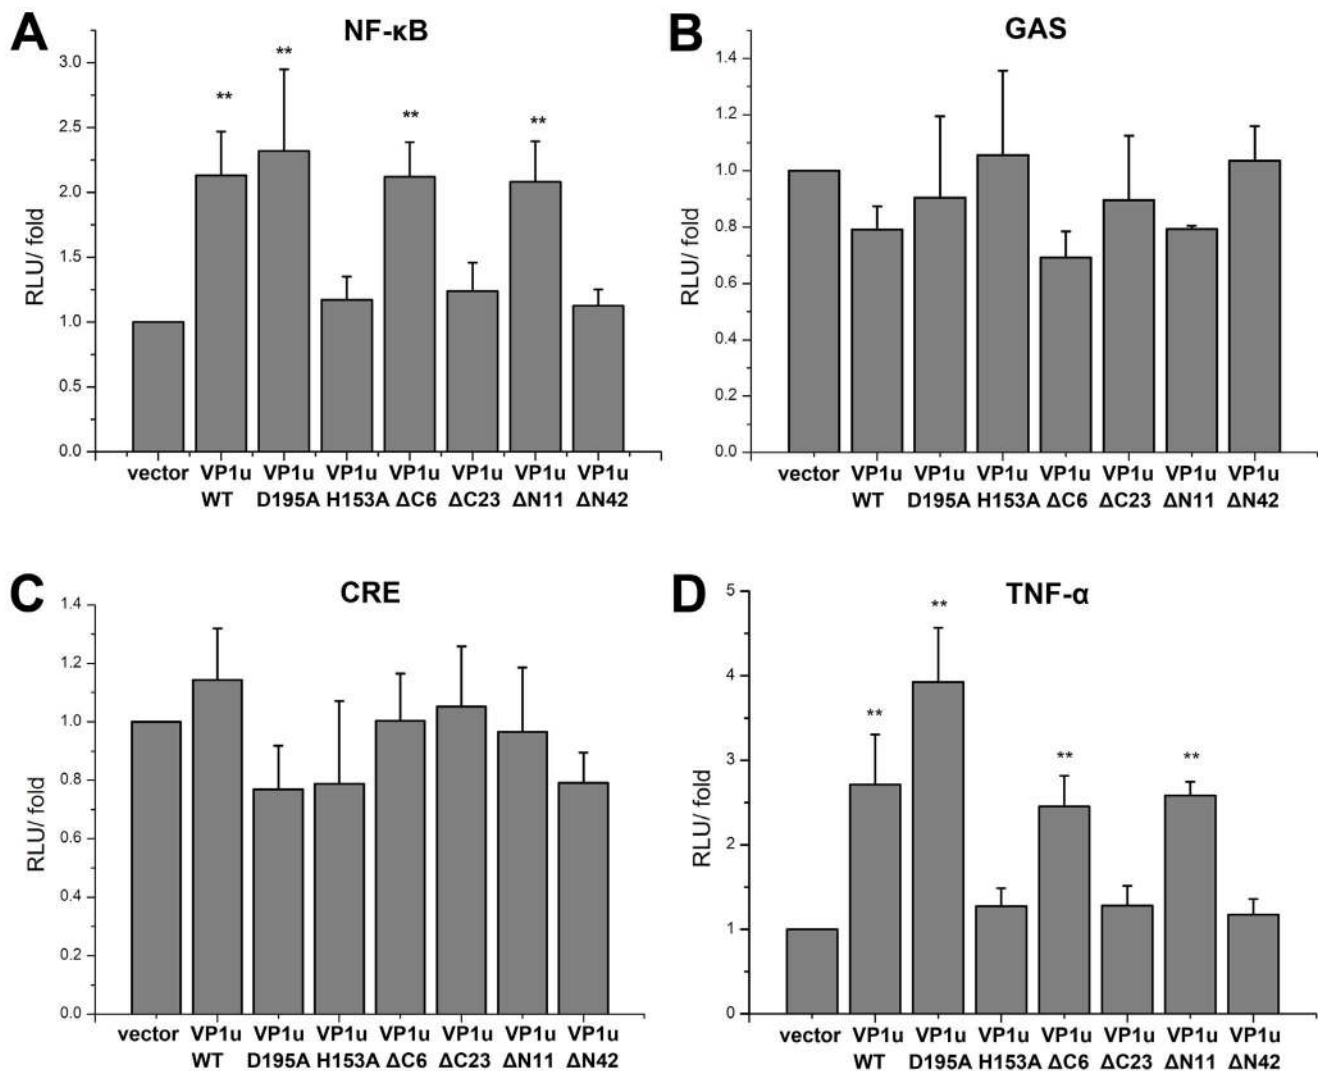 A
NF-κB
**
**
**
**
3.0
2.5
2.0
1.5
1.0
0.5
0.0
RLU/ fold
vector VP1u VP1u VP1u VP1u VP1u VP1u VP1u
WT D195A H153A ΔC6 ΔC23 ΔN11 ΔN42
B
GAS
1.4
1.2
1.0
0.8
0.6
0.4
0.2
0.0
RLU/ fold
vector VP1u VP1u VP1u VP1u VP1u VP1u VP1u
WT D195A H153A ΔC6 ΔC23 ΔN11 ΔN42
C
CRE
1.4
1.2
1.0
0.8
0.6
0.4
0.2
0.0
RLU/ fold
vector VP1u VP1u VP1u VP1u VP1u VP1u VP1u
WT D195A H153A ΔC6 ΔC23 ΔN11 ΔN42
D
TNF-α
**
**
**
**
5
4
3
2
1
0
RLU/ fold
vector VP1u VP1u VP1u VP1u VP1u VP1u VP1u
WT D195A H153A ΔC6 ΔC23 ΔN11 ΔN42